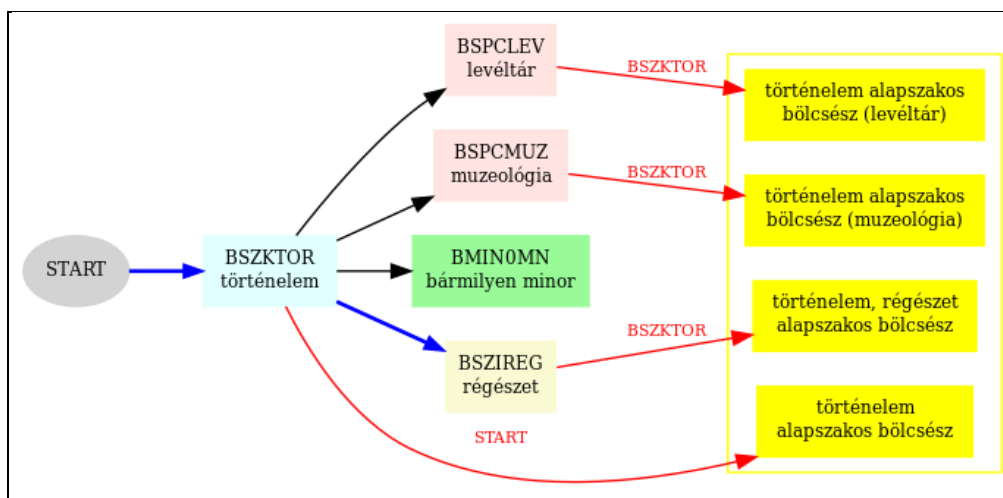 START
BSZKTOR
történelem
BSPCLEV
levéltár
BSPCMUZ
muzeológia
BMIN0MN
bármilyen minor
BSZIREG
régészet
BSZKTOR
BSZKTOR
BSZKTOR
START
történelem alapszakos
bölcsész (levéltár)
történelem alapszakos
bölcsész (muzeológia)
történelem, régészet
alapszakos bölcsész
történelem
alapszakos bölcsész